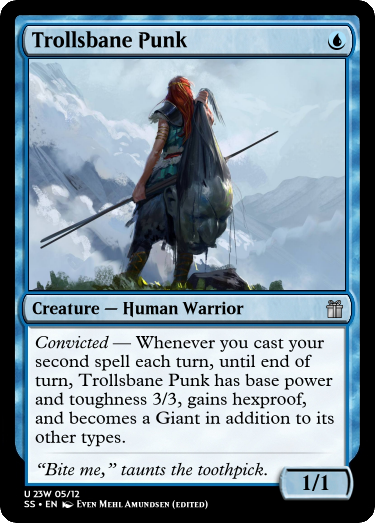 Trollsbane Punk
Creature — Human Warrior
Convicted — Whenever you cast your
second spell each turn, until end of
turn, Trollsbane Punk has base power
and toughness 3/3, gains hexproof,
and becomes a Giant in addition to its
other types.
“Bite me,” taunts the toothpick.
1/1
U 23W 05/12
SS • EN Even Mehl Amundsen (edited)